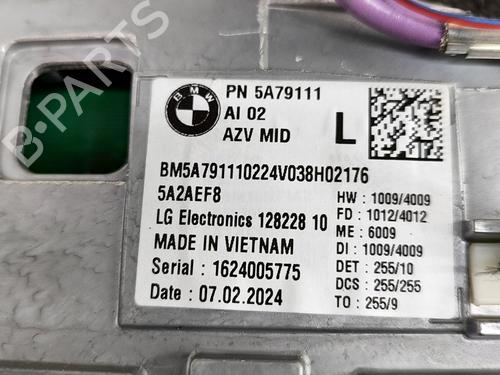 BMW
PN 5A79111
AI 02
AZV MID
L
BM5A791110224V038H02176
5A2AEF8
LG Electronics 128228 10
MADE IN VIETNAM
Serial : 1624005775
Date : 07.02.2024
HW : 1009/4009
FD : 1012/4012
ME : 6009
DI : 1009/4009
DET : 255/10
DCS : 255/255
TO : 255/9